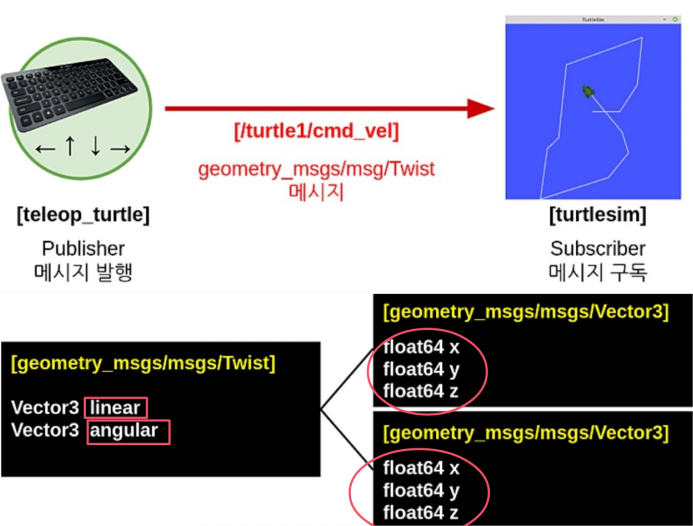 TurtleSim
← ↑ ↓ →
[/turtle1/cmd_vel]
geometry_msgs/msg/Twist
메시지
[teleop_turtle]
Publisher
메시지 발행
[turtlesim]
Subscriber
메시지 구독
[geometry_msgs/msgs/Twist]
Vector3 linear
Vector3 angular
[geometry_msgs/msgs/Vector3]
float64 x
float64 y
float64 z
[geometry_msgs/msgs/Vector3]
float64 x
float64 y
float64 z